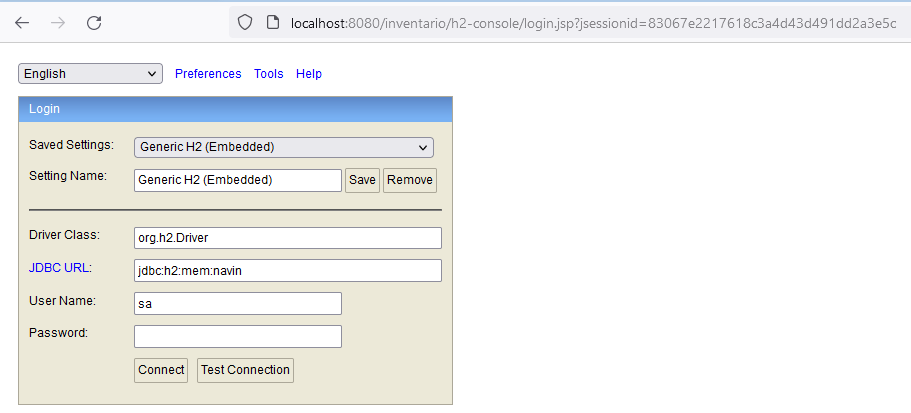 localhost:8080/inventario/h2-console/login.jsp?jsessionid=83067e2217618c3a4d43d491dd2a3e5c
English Preferences Tools Help
Login
Saved Settings: Generic H2 (Embedded)
Setting Name: Generic H2 (Embedded) Save Remove
Driver Class: org.h2.Driver
JDBC URL: jdbc:h2:mem:navin
User Name: sa
Password:
Connect Test Connection